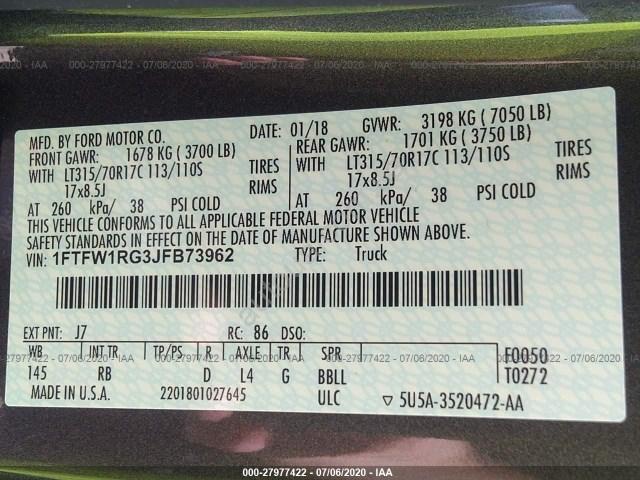 000-27977422 - 07/06/2020 - IAA
MFD. BY FORD MOTOR CO.
DATE: 01/18 GVWR: 3198 KG ( 7050 LB)
FRONT GAWR: 1678 KG ( 3700 LB)
WITH LT315/70R17C 113/110S TIRES
17x8.5J RIMS
AT 260 kPa/ 38 PSI COLD
REAR GAWR: 1701 KG ( 3750 LB)
WITH LT315/70R17C 113/110S TIRES
17x8.5J RIMS
AT 260 kPa/ 38 PSI COLD
THIS VEHICLE CONFORMS TO ALL APPLICABLE FEDERAL MOTOR VEHICLE
SAFETY STANDARDS IN EFFECT ON THE DATE OF MANUFACTURE SHOWN ABOVE.
VIN: 1FTFW1RG3JFB73962 TYPE: Truck
EXT PNT: J7 RC: 86 DSO:
WB INT TR TP/PS R AXLE TR SPR F0050
145 RB D L4 G BBLL T0272
MADE IN U.S.A. 2201801027645 ULC ▽ 5U5A-3520472-AA
000-27977422 - 07/06/2020 - IAA